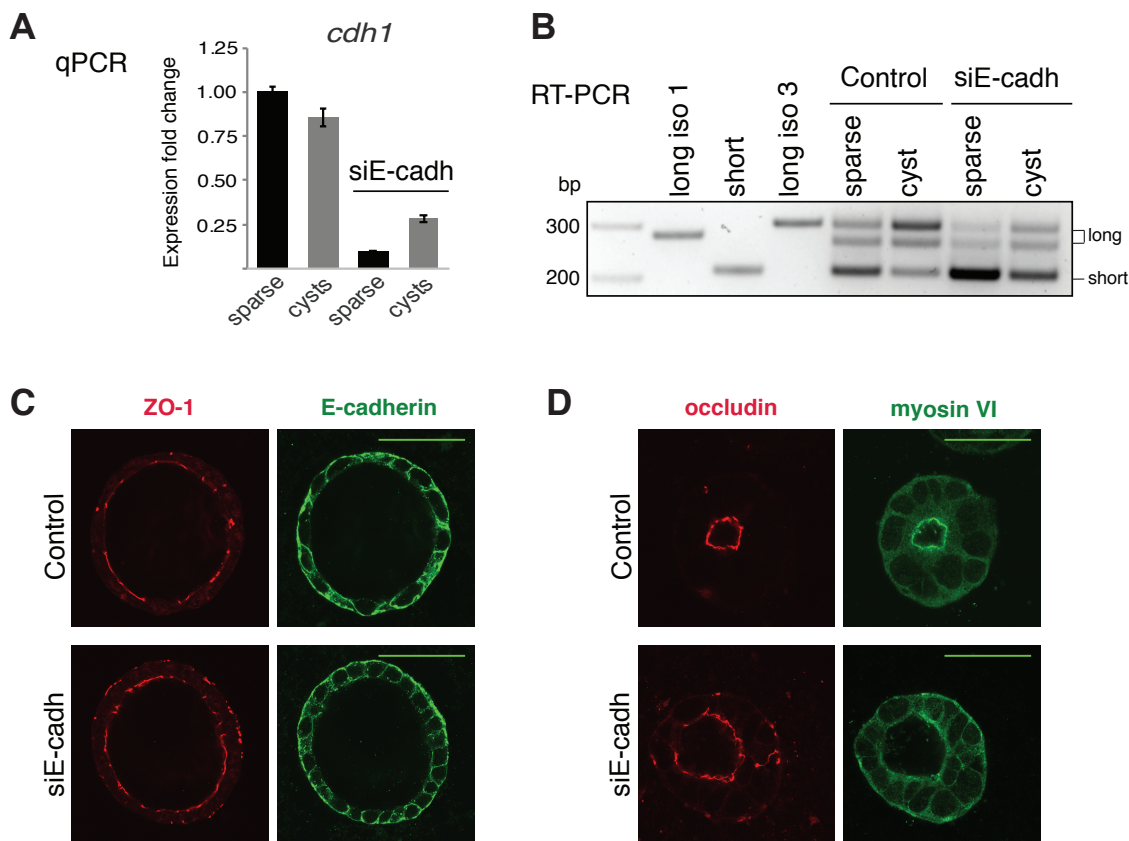 A
qPCR
cdh1
Expression fold change
1.25
1.00
0.75
0.50
0.25
siE-cadh
sparse
cysts
sparse
cysts
B
RT-PCR
Control
siE-cadh
long iso 1
short
long iso 3
sparse
cyst
sparse
cyst
bp
300
200
long
short
C
ZO-1
E-cadherin
Control
siE-cadh
D
occludin
myosin VI
Control
siE-cadh